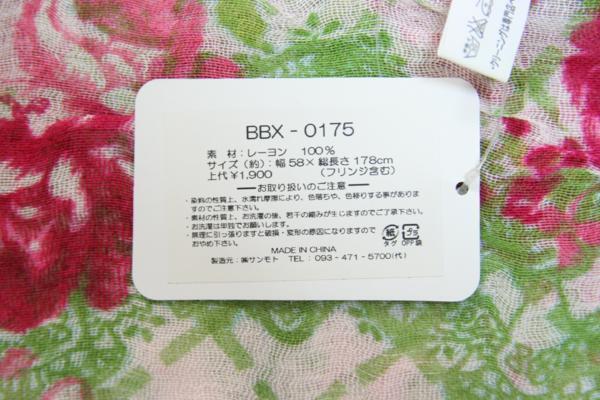 BBX - 0175
素 材：レーヨン 100%
サイズ（約）：幅 58× 総長さ 178cm
上代￥1,900 （フリンジ含む）
お取り扱いのご注意
・染料の性質上、水濡れ摩擦により、色落ちや、色移りする事がありますのでご注意下さい。
・素材の性質上、お洗濯の後、若干の縮みが生じますのでご了承下さい。
・お洗濯は単独でお願いします。
・無理に引っ張りますと破損・変形の原因になりますので
おやめ下さい。
紙
タグ OPP袋
MADE IN CHINA
製造元：㈱サンモト TEL：093-471-5700（代）